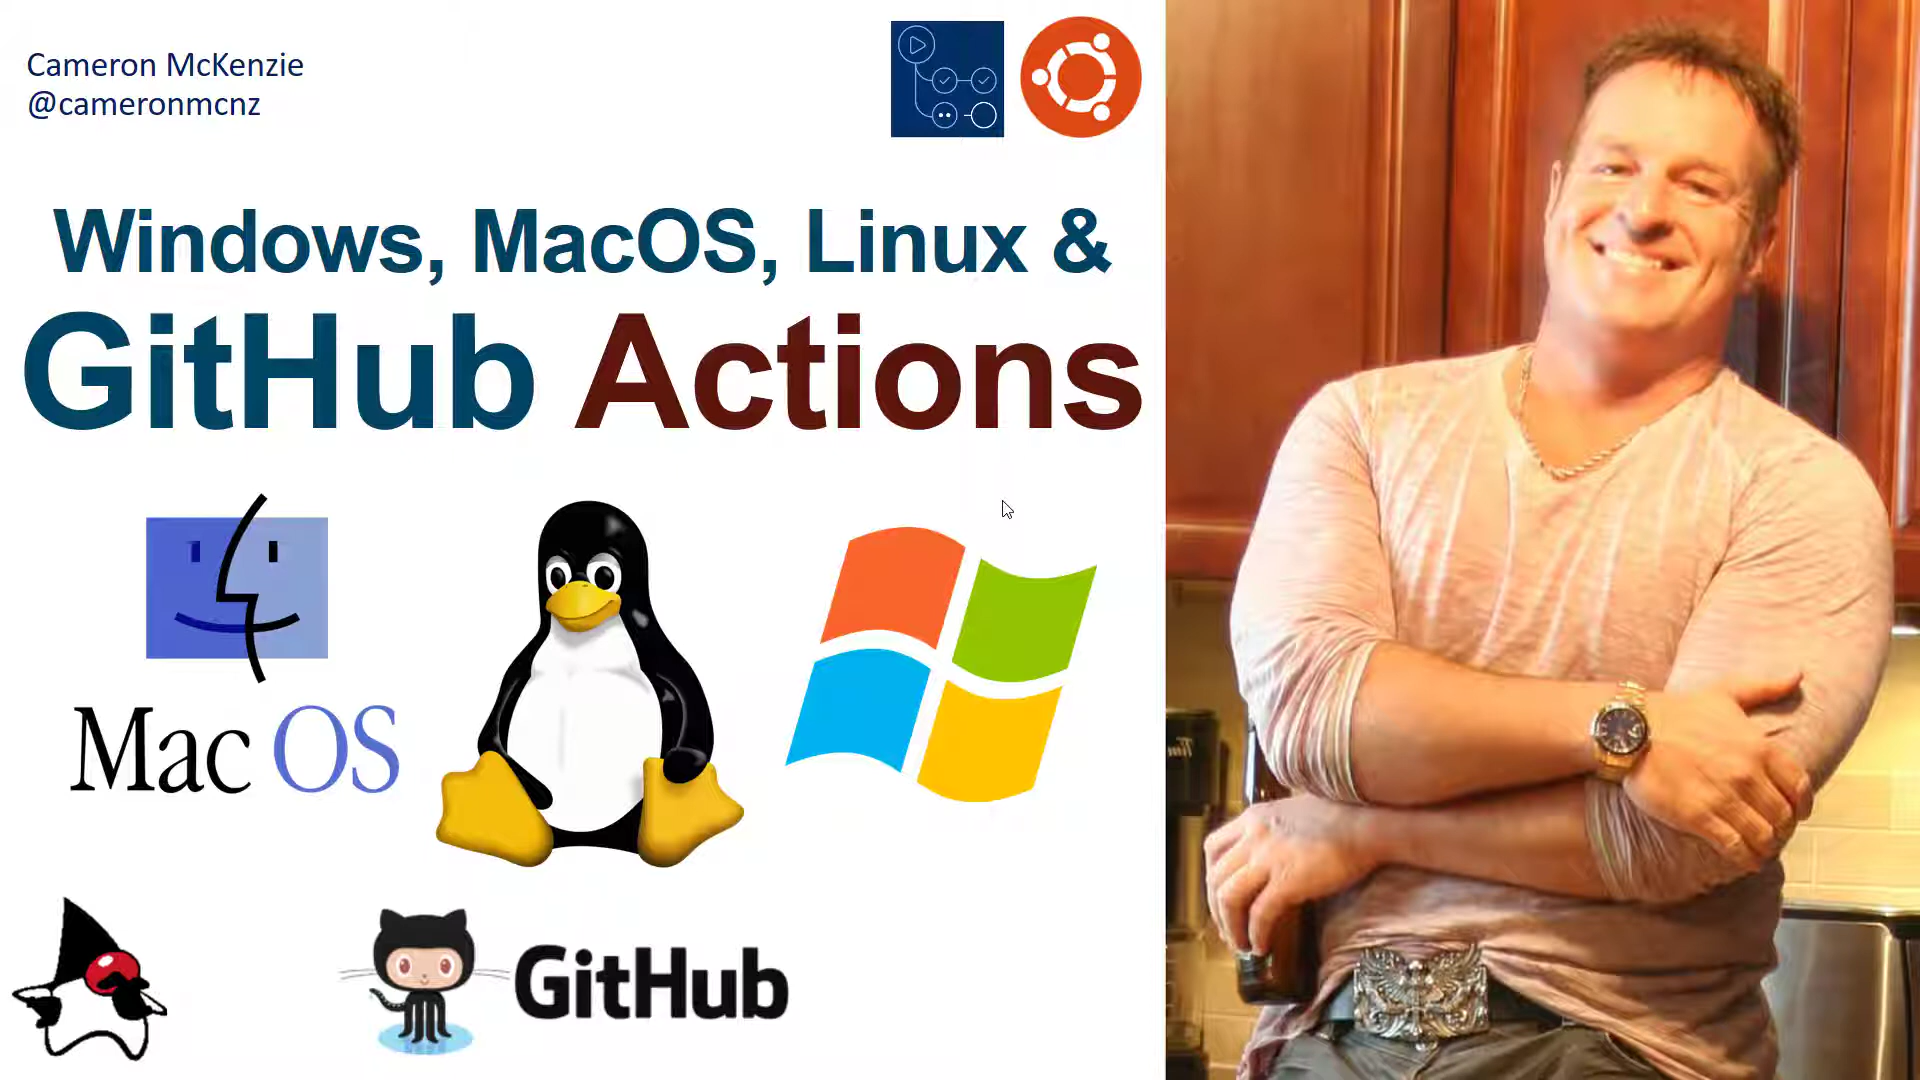 Cameron McKenzie
@cameronmcnz
Windows, MacOS, Linux &
GitHub Actions
Mac OS
GitHub